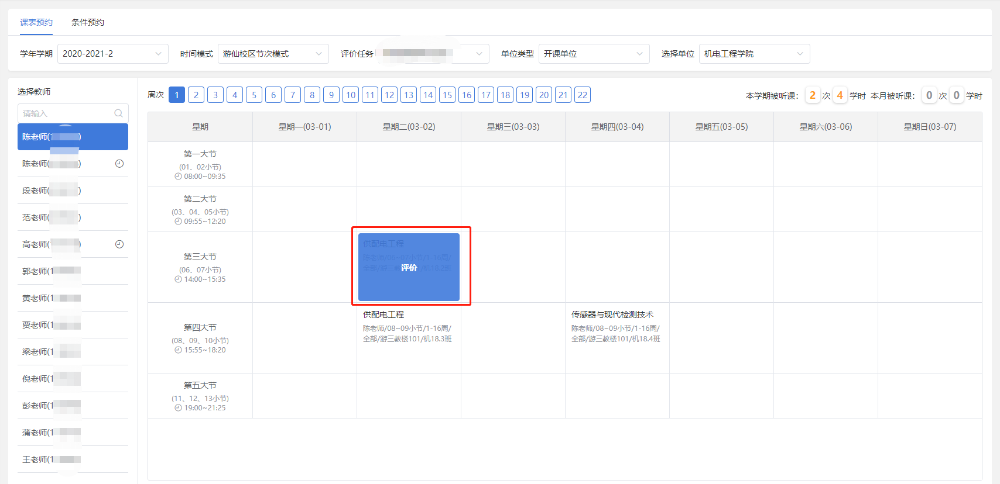 课表预约 条件预约
学年学期 2020-2021-2 时间模式 游仙校区节次模式 评价任务 单位类型 开课单位 选择单位 机电工程学院
选择教师
请输入
陈老师(1 )
陈老师( )
段老师( )
范老师( )
高老师( )
郭老师(1
黄老师(1
贾老师(1
梁老师(1
倪老师(1
彭老师(1
蒲老师(1
王老师(1
周次 1 2 3 4 5 6 7 8 9 10 11 12 13 14 15 16 17 18 19 20 21 22
本学期被听课: 2 次 4 学时 本月被听课: 0 次 0 学时
星期 星期一(03-01) 星期二(03-02) 星期三(03-03) 星期四(03-04) 星期五(03-05) 星期六(03-06) 星期日(03-07)
第一大节
(01、02小节)
08:00~09:35
第二大节
(03、04、05小节)
09:55~12:20
第三大节
(06、07小节)
14:00~15:35
供配电工程
陈老师/06~07小节/1-16周/
全部/游三教 1/机18.2班
评价
第四大节
(08、09、10小节)
15:55~18:20
供配电工程
陈老师/08~09小节/1-16周/
全部/游三教楼101/机18.3班
传感器与现代检测技术
陈老师/08~09小节/1-16周/
全部/游三教楼101/机18.4班
第五大节
(11、12、13小节)
19:00~21:25